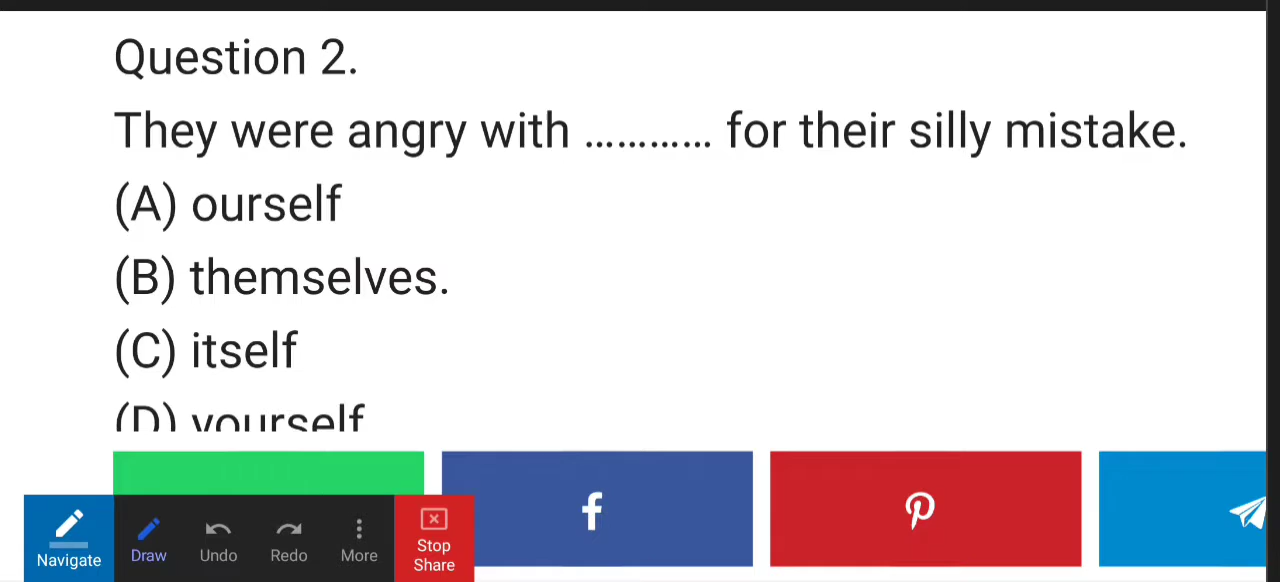 Question 2.
They were angry with ............ for their silly mistake.
(A) ourself
(B) themselves.
(C) itself
(D) yourself
Navigate
Draw
Undo
Redo
More
Stop
Share